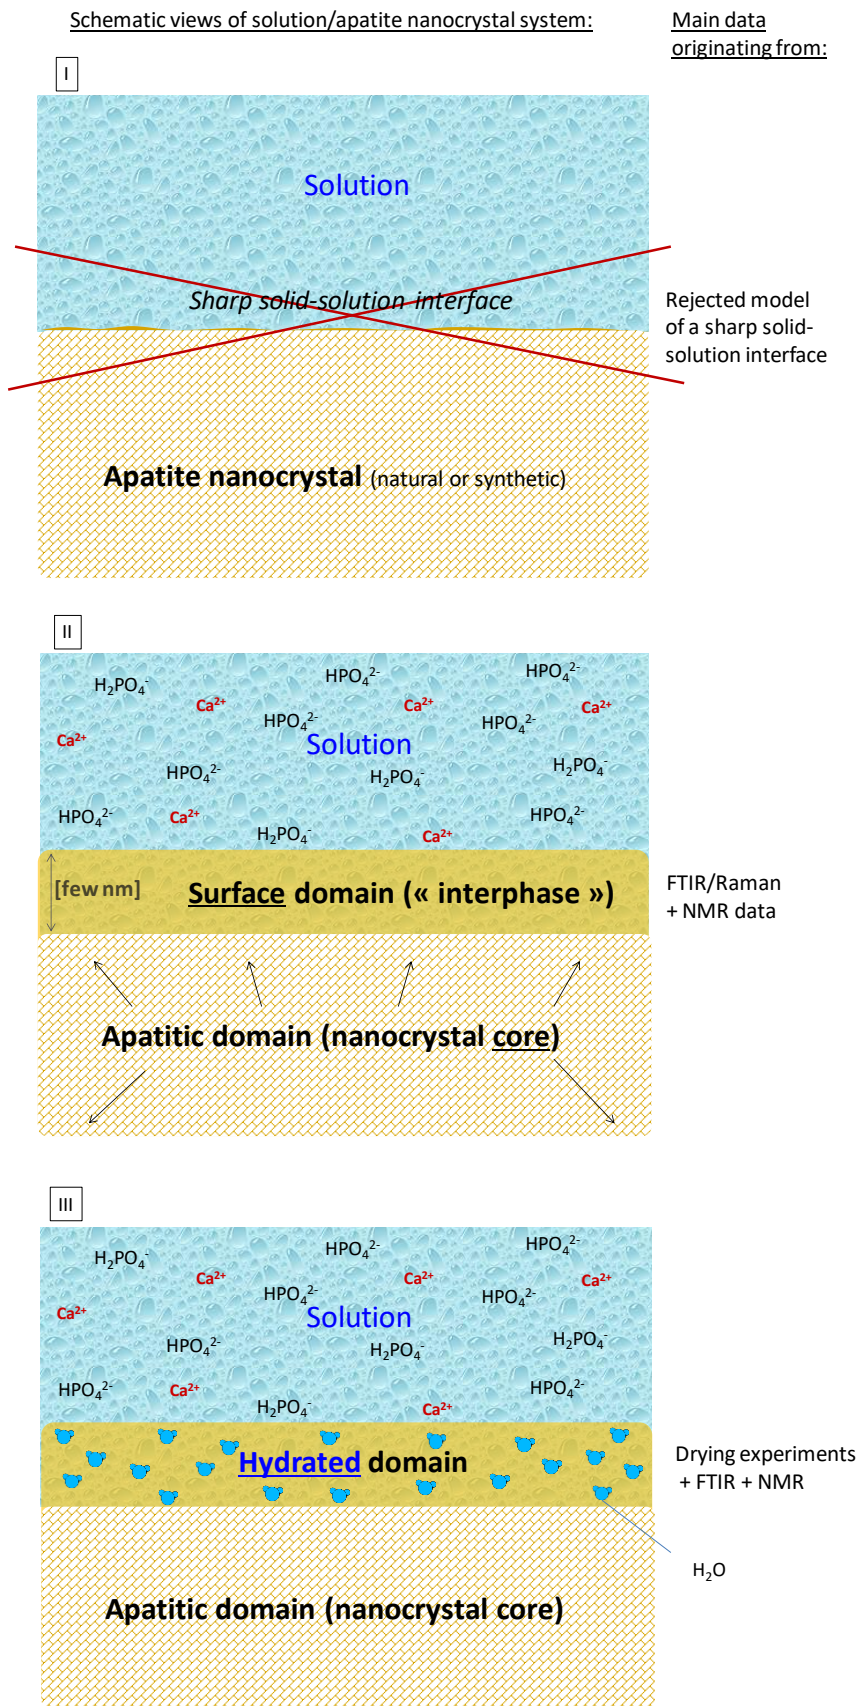 Schematic views of solution/apatite nanocrystal system:
Main data
originating from:
I
Solution
Sharp solid-solution interface
Rejected model
of a sharp solid-
solution interface
Apatite nanocrystal (natural or synthetic)
II
H₂PO₄⁻ HPO₄²⁻ HPO₄²⁻
Ca²⁺ Ca²⁺ Ca²⁺
Ca²⁺ HPO₄²⁻ HPO₄²⁻
Solution
HPO₄²⁻ H₂PO₄⁻ H₂PO₄⁻
HPO₄²⁻ Ca²⁺ HPO₄²⁻
H₂PO₄⁻ Ca²⁺
[few nm]
Surface domain (« interphase »)
FTIR/Raman
+ NMR data
Apatitic domain (nanocrystal core)
III
H₂PO₄⁻ HPO₄²⁻ HPO₄²⁻
Ca²⁺ Ca²⁺ Ca²⁺
Ca²⁺ HPO₄²⁻ HPO₄²⁻
Solution
HPO₄²⁻ H₂PO₄⁻ H₂PO₄⁻
HPO₄²⁻ Ca²⁺ HPO₄²⁻
H₂PO₄⁻ Ca²⁺
Hydrated domain
Drying experiments
+ FTIR + NMR
H₂O
Apatitic domain (nanocrystal core)